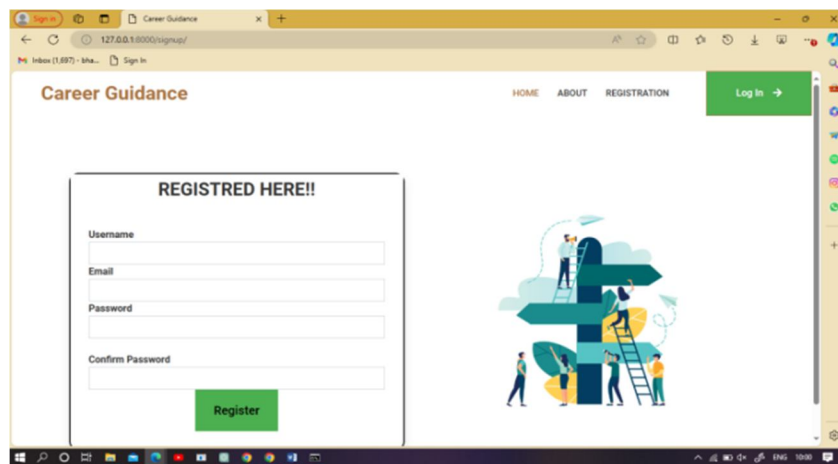 Sign in
Career Guidance
127.0.0.1:8000/signup/
Inbox (1,697) - bha...
Sign In
Career Guidance
HOME ABOUT REGISTRATION Log In →
REGISTRED HERE!!
Username
Email
Password
Confirm Password
Register
ENG 10:00